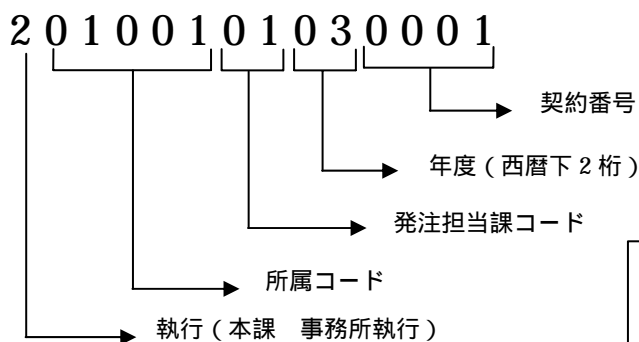 2 0 1 0 0 1 0 1 0 3 0 0 0 1
契約番号
年度(西暦下2桁)
発注担当課コード
所属コード
執行(本課 事務所執行)